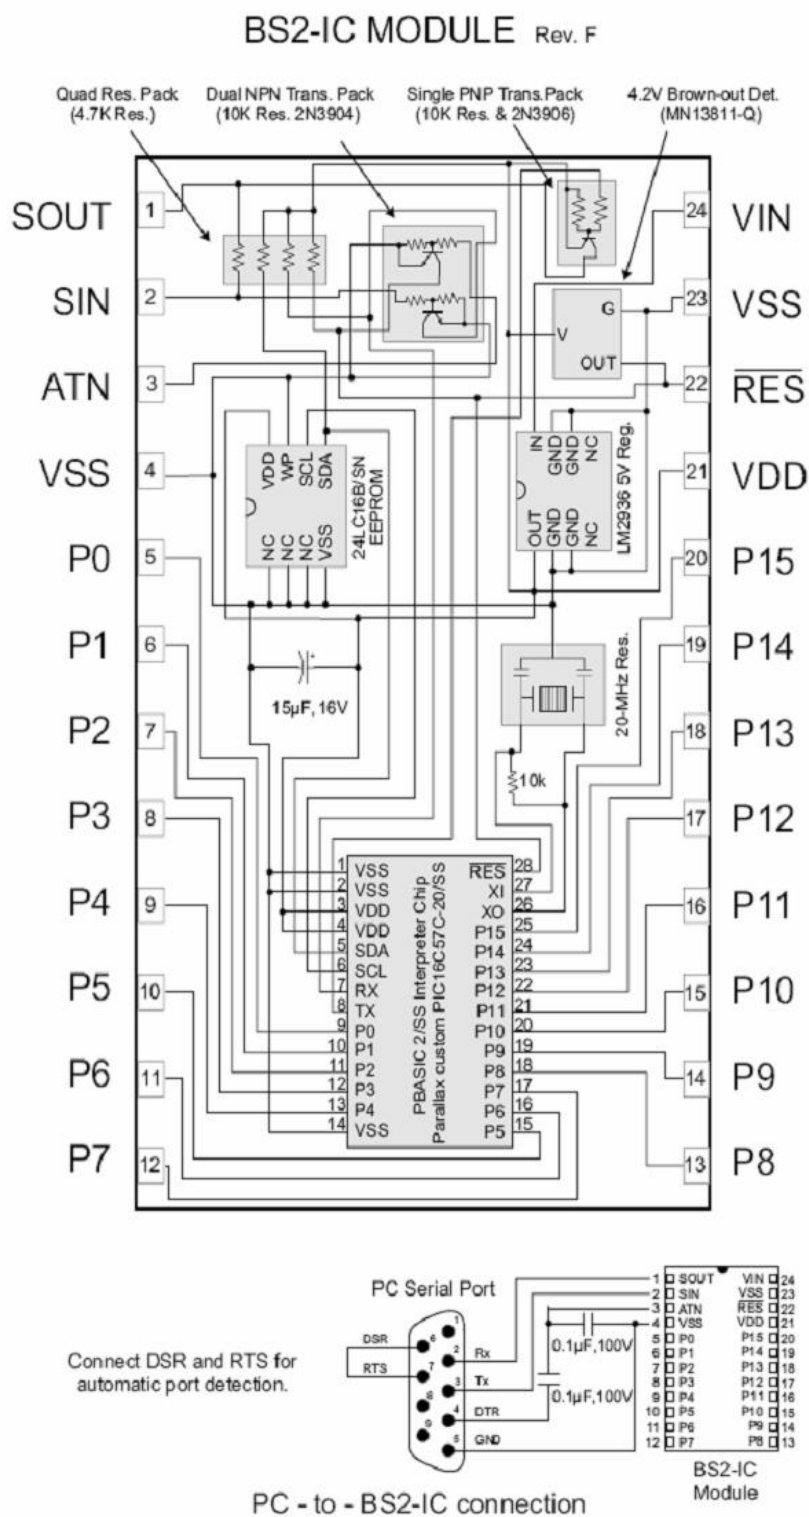 BS2-IC MODULE Rev. F
Quad Res. Pack
(4.7K Res.)
Dual NPN Trans. Pack
(10K Res. 2N3904)
Single PNP Trans.Pack
(10K Res. & 2N3906)
4.2V Brown-out Det.
(MN13811-Q)
SOUT 1
SIN 2
ATN 3
VSS 4
P0 5
P1 6
P2 7
P3 8
P4 9
P5 10
P6 11
P7 12
24 VIN
23 VSS
22 RES
21 VDD
20 P15
19 P14
18 P13
17 P12
16 P11
15 P10
14 P9
13 P8
G
V
OUT
VDD
WP
SCL
SDA
NC
NC
NC
VSS
24LC16B/SN
EEPROM
IN
GND
GND
NC
OUT
GND
GND
NC
LM2936 5V Reg.
+
15µF, 16V
20-MHz Res.
10k
1 VSS
2 VSS
3 VDD
4 VDD
5 SDA
6 SCL
7 RX
8 TX
9 P0
10 P1
11 P2
12 P3
13 P4
14 VSS
PBASIC 2/SS Interpreter Chip
Parallax custom PIC16C57C-20/SS
RES 28
XI 27
XO 26
P15 25
P14 24
P13 23
P12 22
P11 21
P10 20
P9 19
P8 18
P7 17
P6 16
P5 15
PC Serial Port
Connect DSR and RTS for
automatic port detection.
DSR
RTS
1
6
2
7
3
8
4
9
5
Rx
Tx
DTR
GND
0.1µF,100V
0.1µF,100V
1 SOUT VIN 24
2 SIN VSS 23
3 ATN RES 22
4 VSS VDD 21
5 P0 P15 20
6 P1 P14 19
7 P2 P13 18
8 P3 P12 17
9 P4 P11 16
10 P5 P10 15
11 P6 P9 14
12 P7 P8 13
BS2-IC
Module
PC - to - BS2-IC connection